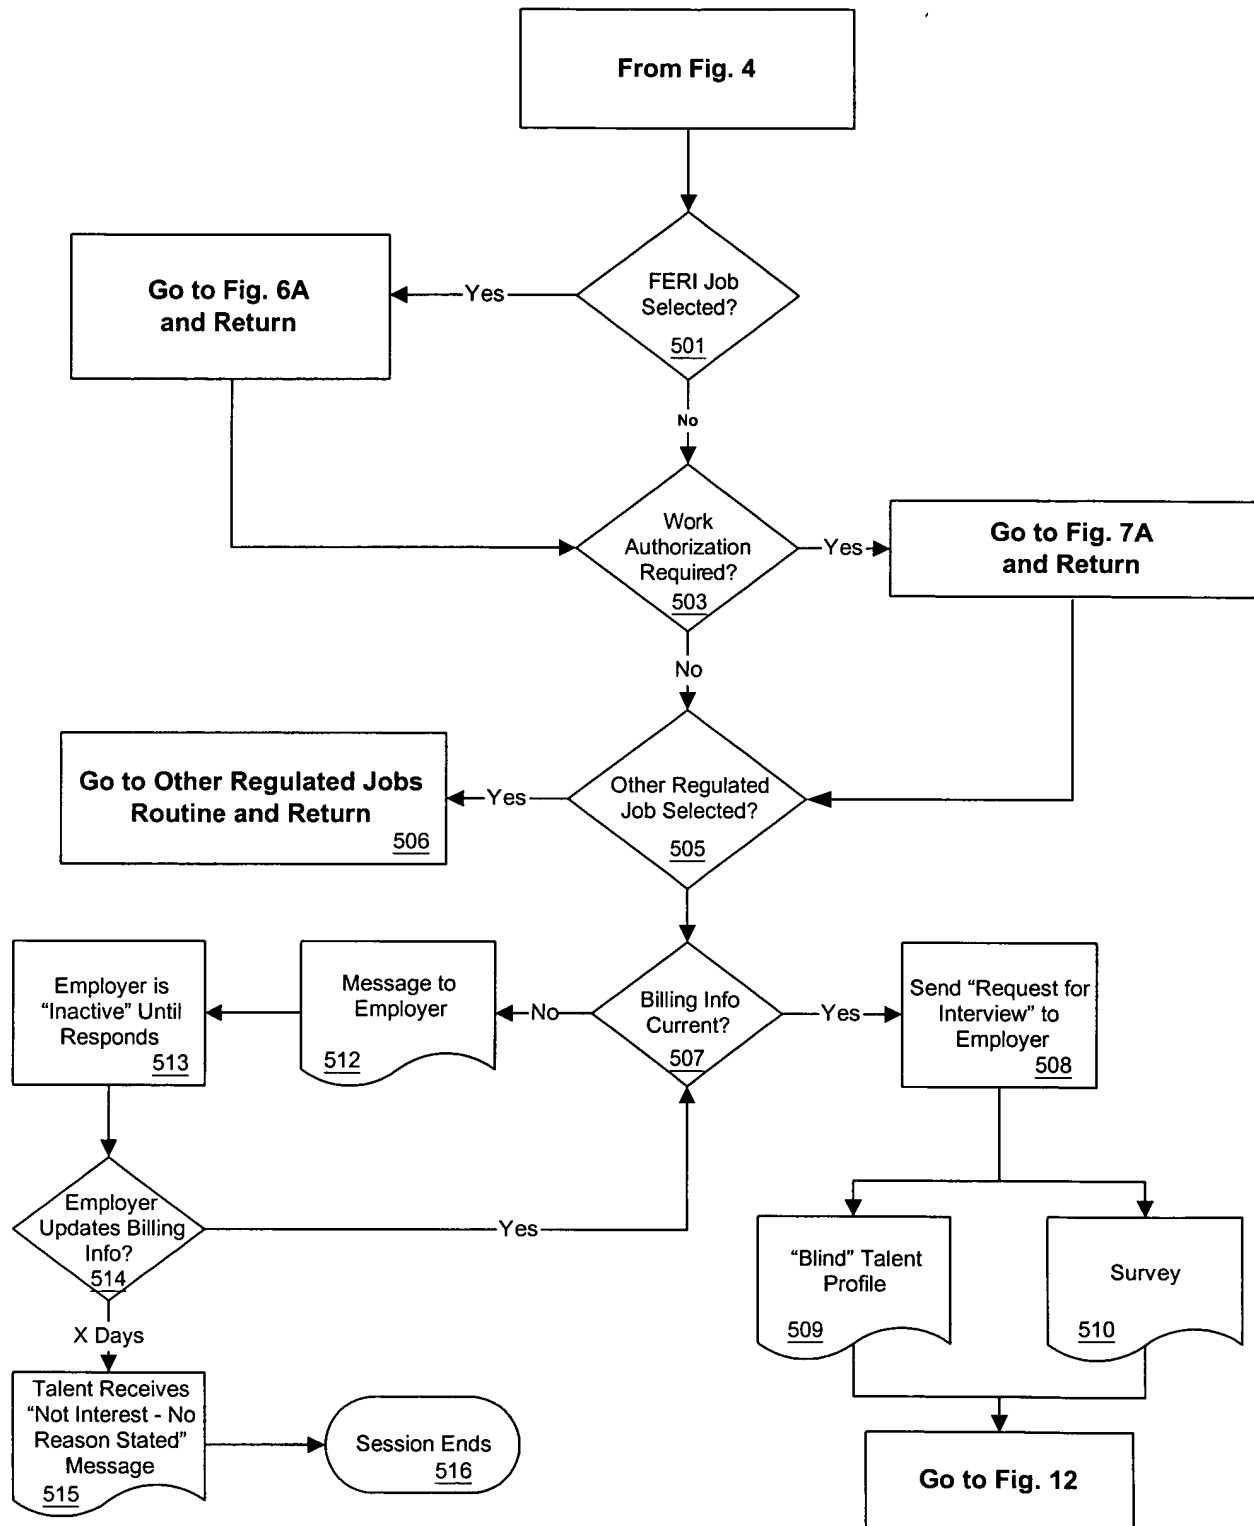 From Fig. 4
FERI Job
Selected?
501
Yes
Go to Fig. 6A
and Return
No
Work
Authorization
Required?
503
Yes
Go to Fig. 7A
and Return
No
Other Regulated
Job Selected?
505
Yes
Go to Other Regulated Jobs
Routine and Return
506
Billing Info
Current?
507
No
Message to
Employer
512
Employer is
“Inactive” Until
Responds
513
Yes
Send “Request for
Interview” to
Employer
508
Employer
Updates Billing
Info?
514
Yes
“Blind” Talent
Profile
509
Survey
510
X Days
Talent Receives
“Not Interest - No
Reason Stated”
Message
515
Session Ends
516
Go to Fig. 12